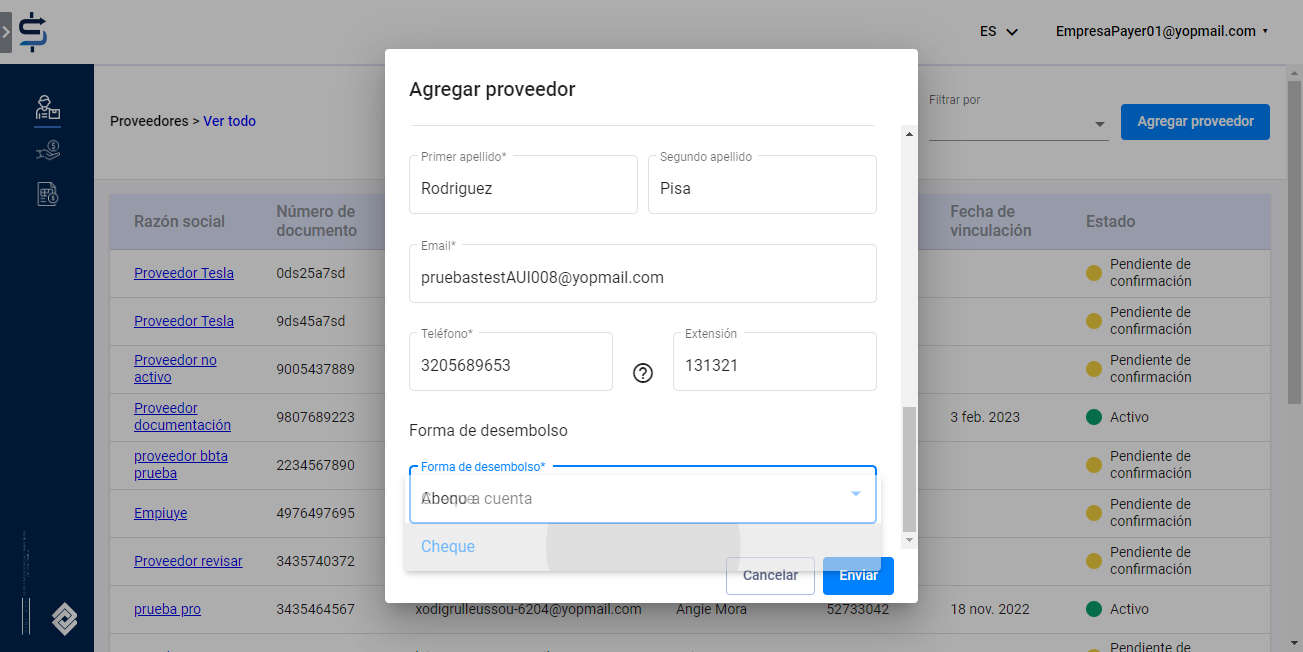 ES
EmpresaPayer01@yopmail.com
Agregar proveedor
Proveedores > Ver todo
Filtrar por
Agregar proveedor
Primer apellido*
Rodriguez
Segundo apellido
Pisa
Email*
pruebastestAUI008@yopmail.com
Teléfono*
3205689653
Extensión
131321
Forma de desembolso
Forma de desembolso*
Abono a cuenta
Cheque
Cheque
Cancelar
Enviar
Razón social
Número de
documento
Fecha de
vinculación
Estado
Proveedor Tesla
0ds25a7sd
Pendiente de
confirmación
Proveedor Tesla
9ds45a7sd
Pendiente de
confirmación
Proveedor no
activo
9005437889
Pendiente de
confirmación
Proveedor
documentación
9807689223
3 feb. 2023
Activo
proveedor bbta
prueba
2234567890
Pendiente de
confirmación
Empiuye
4976497695
Pendiente de
confirmación
Proveedor revisar
3435740372
Pendiente de
confirmación
prueba pro
3435464567
xodigrulleussou-6204@yopmail.com
Angie Mora
52733042
18 nov. 2022
Activo
Pendiente de